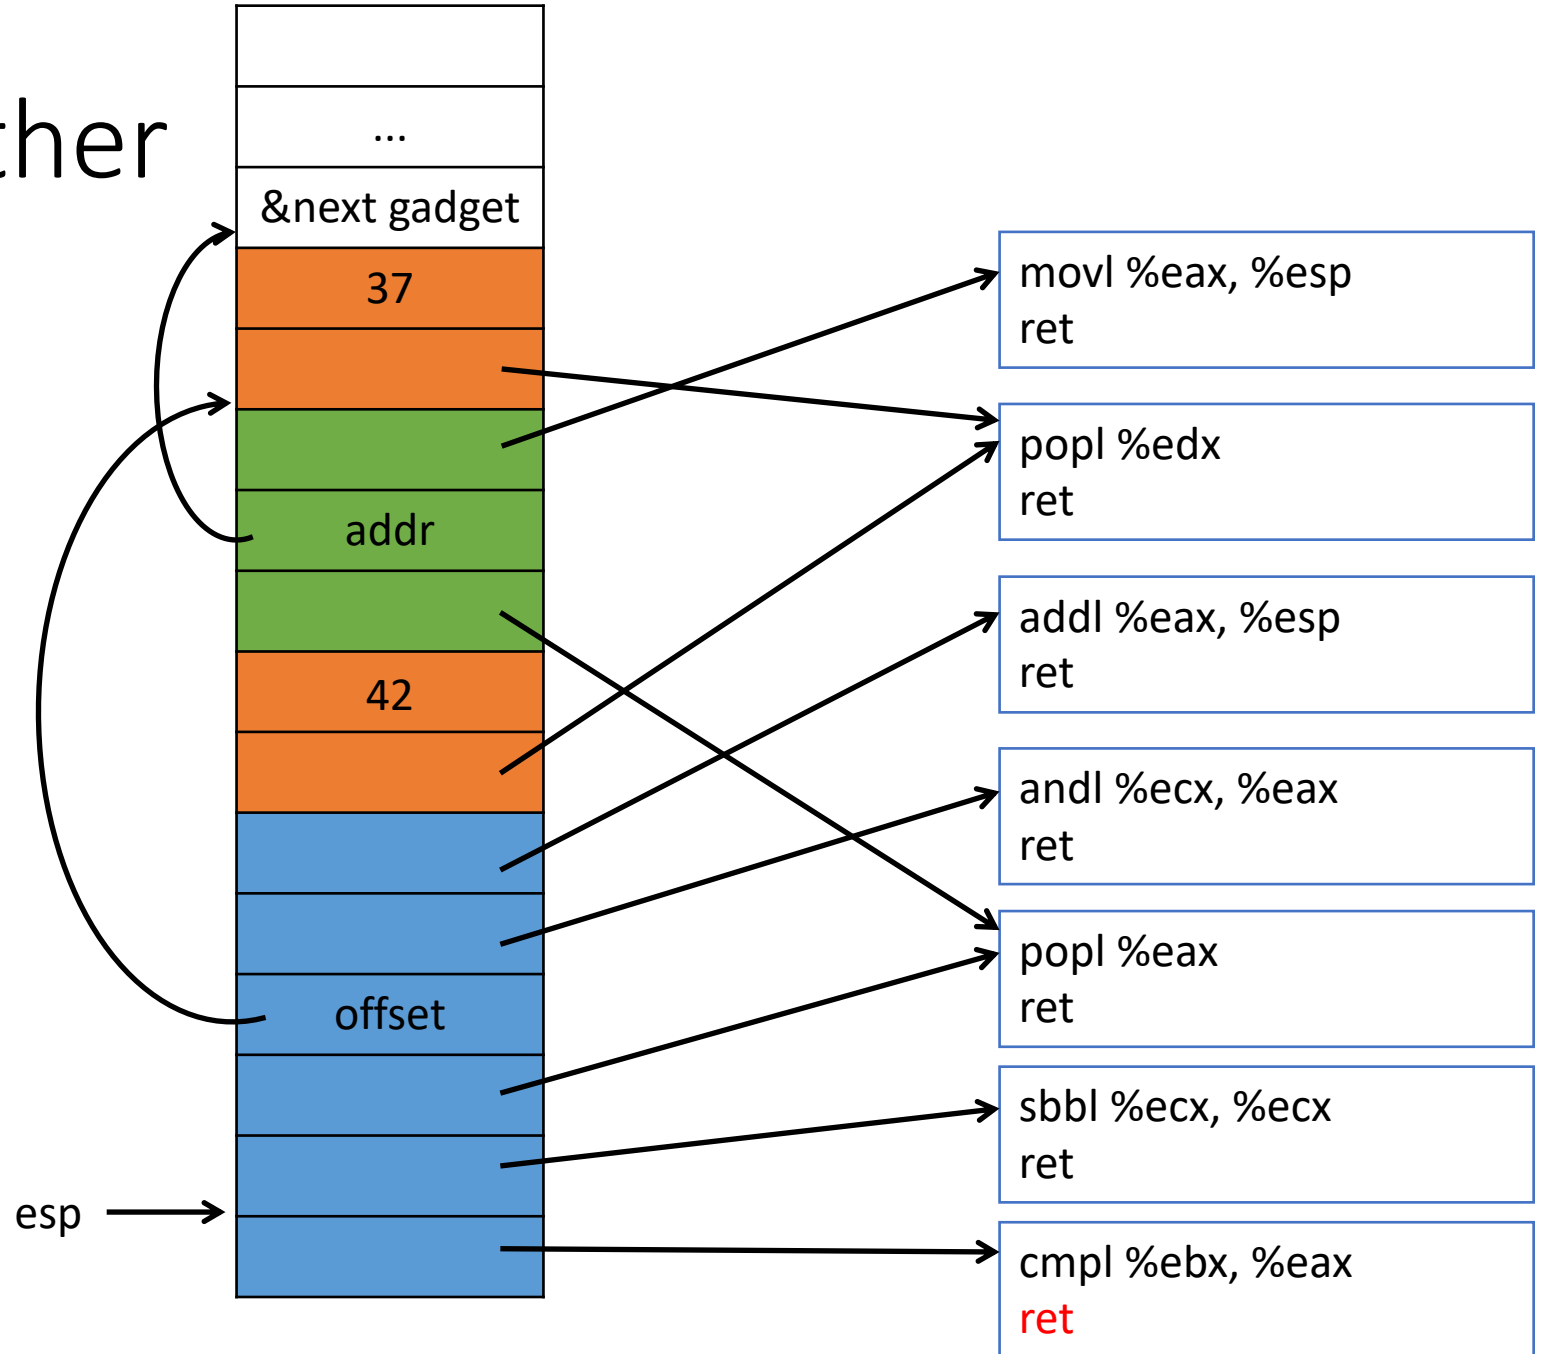 ther
...
&next gadget
37
addr
42
offset
esp
movl %eax, %esp
ret
popl %edx
ret
addl %eax, %esp
ret
andl %ecx, %eax
ret
popl %eax
ret
sbbl %ecx, %ecx
ret
cmpl %ebx, %eax
ret